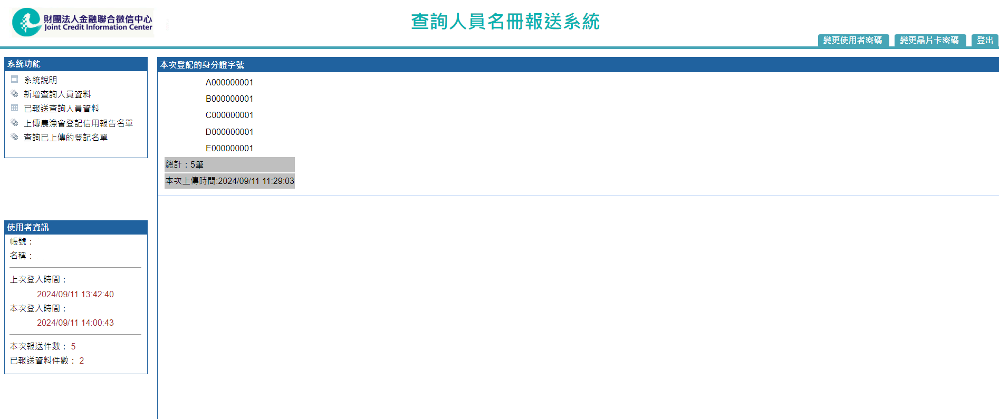 財團法人金融聯合徵信中心
Joint Credit Information Center
查詢人員名冊報送系統
變更使用者密碼
變更晶片卡密碼
登出
系統功能
系統說明
新增查詢人員資料
已報送查詢人員資料
上傳農漁會登記信用報告名單
查詢已上傳的登記名單
本次登記的身分證字號
A000000001
B000000001
C000000001
D000000001
E000000001
總計：5筆
本次上傳時間:2024/09/11 11:29:03
使用者資訊
帳號：
名稱：
上次登入時間：
2024/09/11 13:42:40
本次登入時間：
2024/09/11 14:00:43
本次報送件數： 5
已報送資料件數： 2